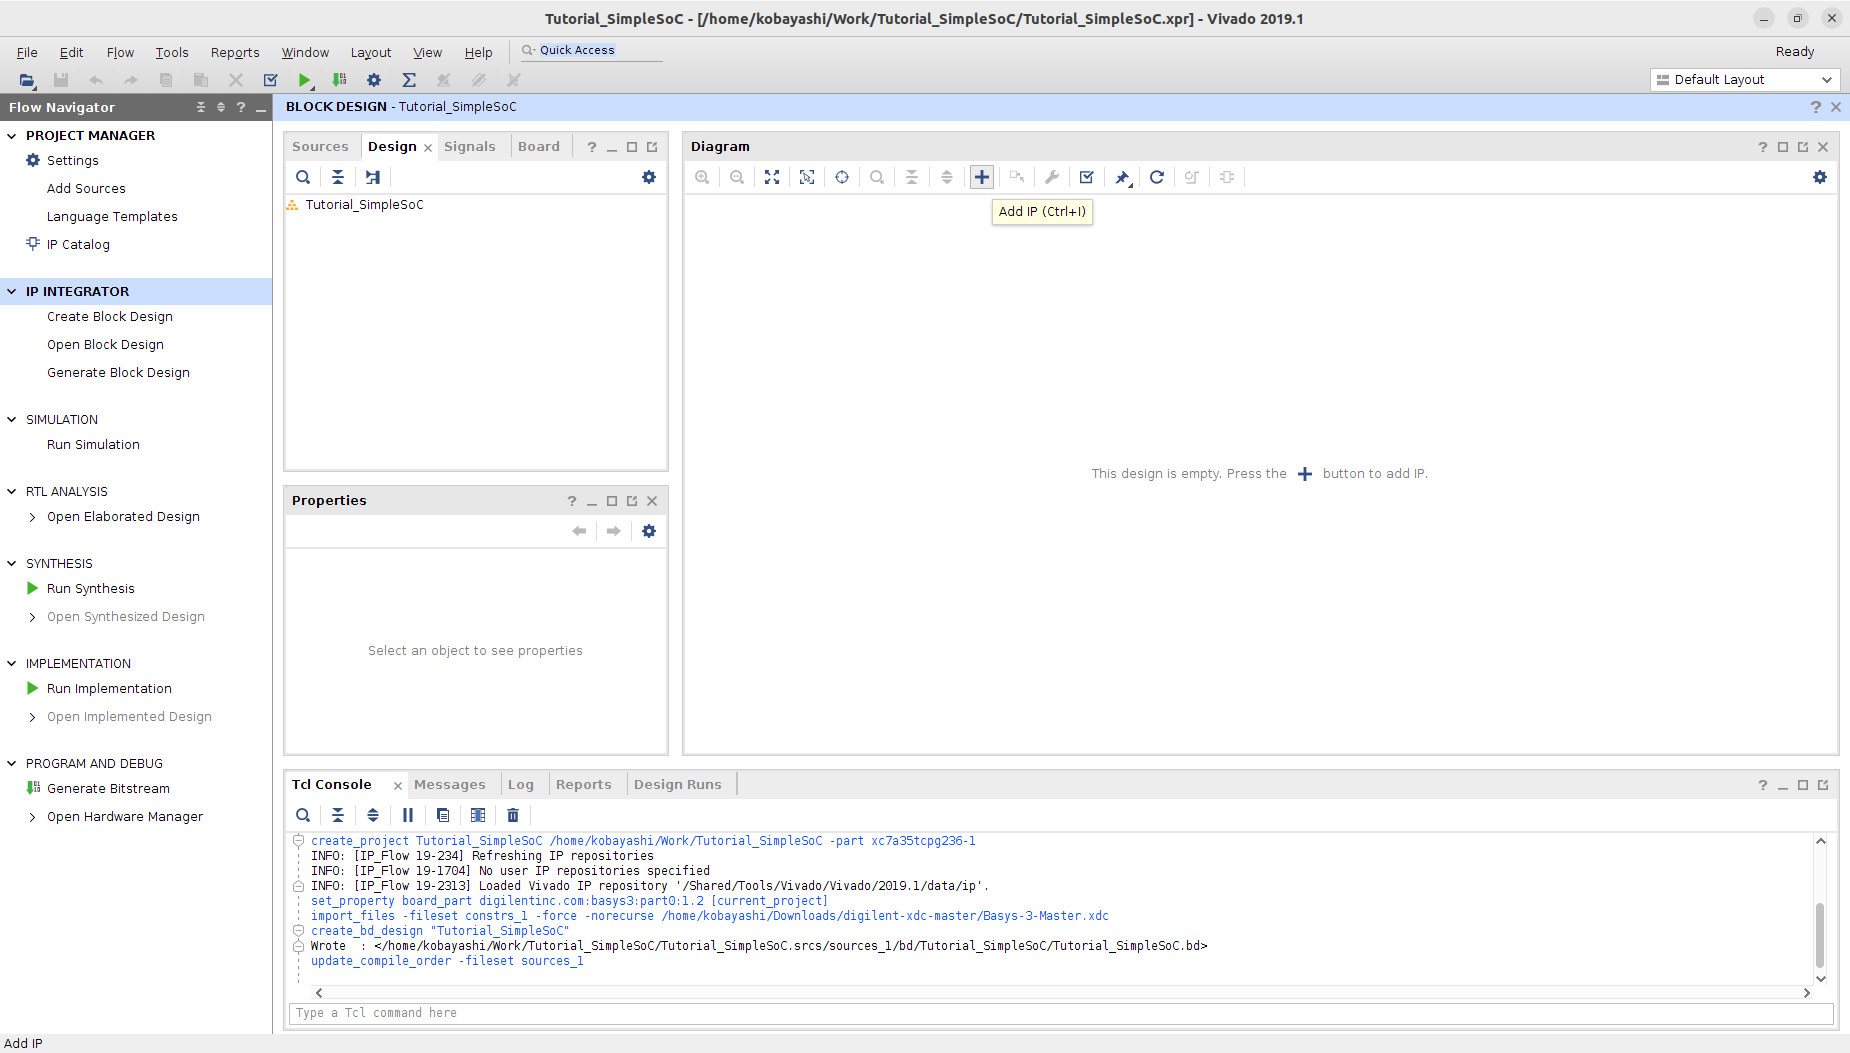 Tutorial_SimpleSoC - [/home/kobayashi/Work/Tutorial_SimpleSoC/Tutorial_SimpleSoC.xpr] - Vivado 2019.1
File Edit Flow Tools Reports Window Layout View Help Quick Access Ready
Default Layout
Flow Navigator
PROJECT MANAGER
Settings
Add Sources
Language Templates
IP Catalog
IP INTEGRATOR
Create Block Design
Open Block Design
Generate Block Design
SIMULATION
Run Simulation
RTL ANALYSIS
Open Elaborated Design
SYNTHESIS
Run Synthesis
Open Synthesized Design
IMPLEMENTATION
Run Implementation
Open Implemented Design
PROGRAM AND DEBUG
Generate Bitstream
Open Hardware Manager
BLOCK DESIGN - Tutorial_SimpleSoC
Sources Design Signals Board
Tutorial_SimpleSoC
Properties
Select an object to see properties
Diagram
Add IP (Ctrl+I)
This design is empty. Press the + button to add IP.
Tcl Console Messages Log Reports Design Runs
create_project Tutorial_SimpleSoC /home/kobayashi/Work/Tutorial_SimpleSoC -part xc7a35tcpg236-1
INFO: [IP_Flow 19-234] Refreshing IP repositories
INFO: [IP_Flow 19-1704] No user IP repositories specified
INFO: [IP_Flow 19-2313] Loaded Vivado IP repository '/Shared/Tools/Vivado/Vivado/2019.1/data/ip'.
set_property board_part digilentinc.com:basys3:part0:1.2 [current_project]
import_files -fileset constrs_1 -force -norecurse /home/kobayashi/Downloads/digilent-xdc-master/Basys-3-Master.xdc
create_bd_design "Tutorial_SimpleSoC"
Wrote  : </home/kobayashi/Work/Tutorial_SimpleSoC/Tutorial_SimpleSoC.srcs/sources_1/bd/Tutorial_SimpleSoC/Tutorial_SimpleSoC.bd>
update_compile_order -fileset sources_1
Type a Tcl command here
Add IP